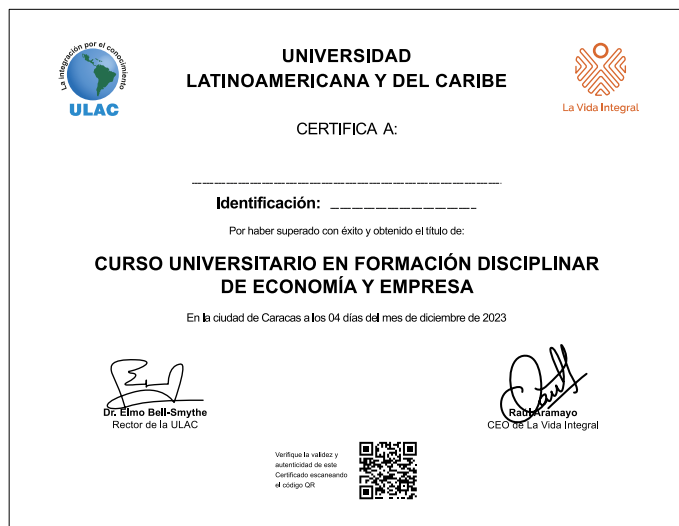 La integración por el conocimiento
ULAC
UNIVERSIDAD
LATINOAMERICANA Y DEL CARIBE
La Vida Integral
CERTIFICA A:
Identificación:
Por haber superado con éxito y obtenido el título de:
CURSO UNIVERSITARIO EN FORMACIÓN DISCIPLINAR
DE ECONOMÍA Y EMPRESA
En la ciudad de Caracas a los 04 días del mes de diciembre de 2023
Dr. Elmo Bell-Smythe
Rector de la ULAC
Raúl Aramayo
CEO de La Vida Integral
Verifique la validez y
autenticidad de este
Certificado escaneando
el código QR